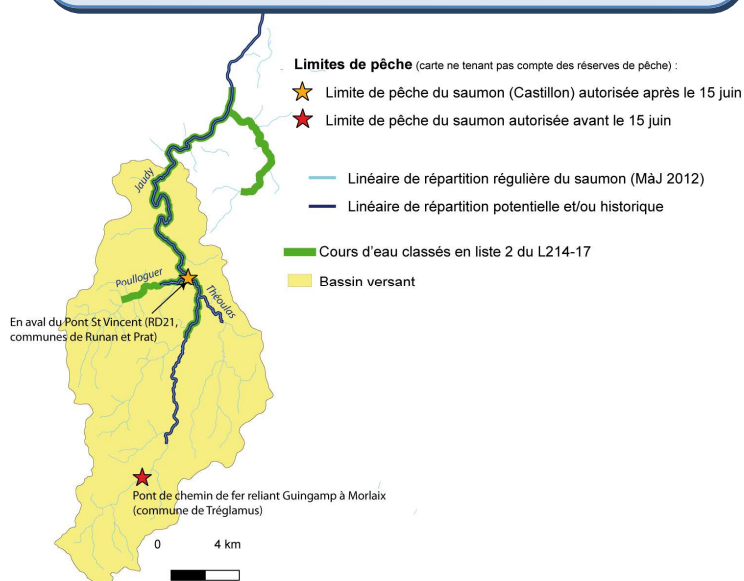 Limites de pêche (carte ne tenant pas compte des réserves de pêche) :
Limite de pêche du saumon (Castillon) autorisée après le 15 juin
Limite de pêche du saumon autorisée avant le 15 juin
Jaudy
Linéaire de répartition régulière du saumon (MàJ 2012)
Linéaire de répartition potentielle et/ou historique
Cours d'eau classés en liste 2 du L214-17
Poulloguer
Bassin versant
Théoulas
En aval du Pont St Vincent (RD21,
communes de Runan et Prat)
Pont de chemin de fer reliant Guingamp à Morlaix
(commune de Tréglamus)
0 4 km